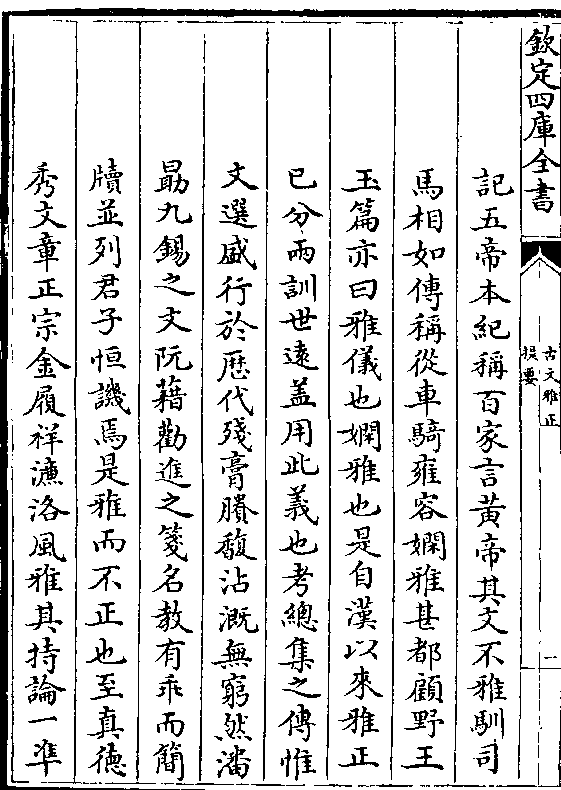 欽定四庫全書
古文雅正
提要
一
記五帝本紀稱百家言黃帝其文不雅馴司
馬相如傳稱從車騎雍容嫻雅甚都顧野王
玉篇亦曰雅儀也嫻雅也是自漢以來雅正
已分兩訓世遠蓋用此義也考總集之傳惟
文選盛行於歴代殘膏賸馥沾溉無窮然潘
勗九錫之文阮藉勸進之箋名教有乖而簡
牘並列君子恒譏焉是雅而不正也至真德
秀文章正宗金履祥濂洛風雅其持論一準